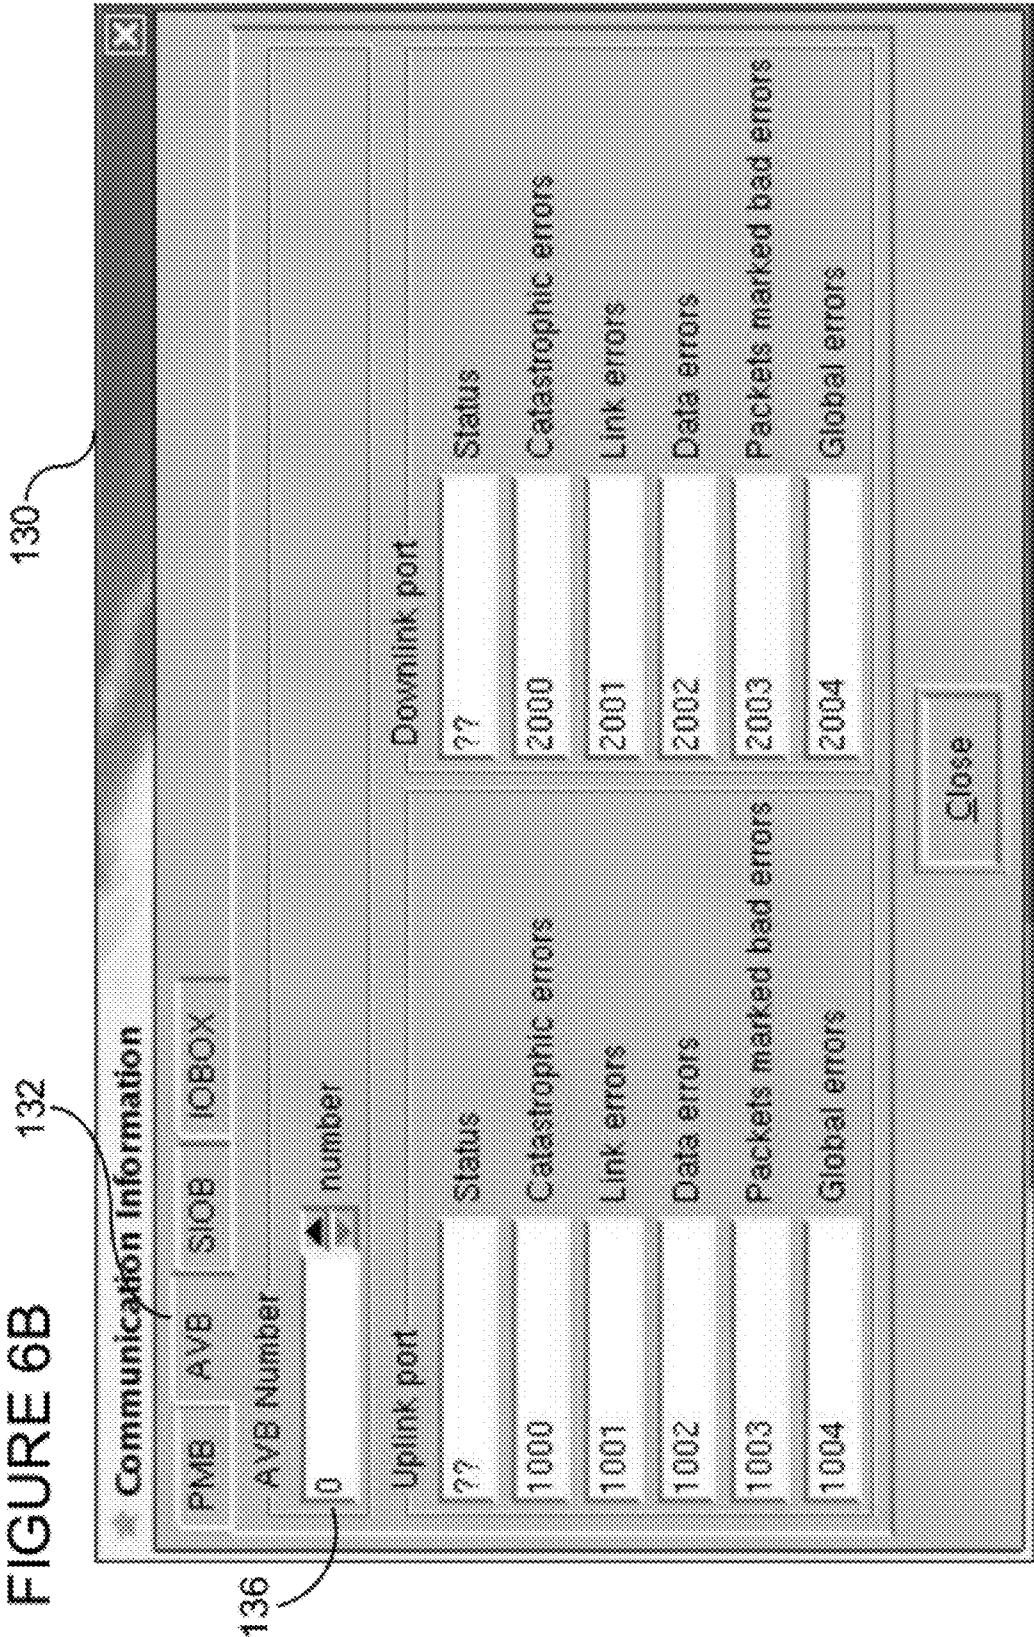 FIGURE 6B
130
132
Communication Information
PMB AVB SIOB IOBOX
AVB Number
136
0 number
Uplink port
?? Status
1000 Catastrophic errors
1001 Link errors
1002 Data errors
1003 Packets marked bad errors
1004 Global errors
Downlink port
?? Status
2000 Catastrophic errors
2001 Link errors
2002 Data errors
2003 Packets marked bad errors
2004 Global errors
Close